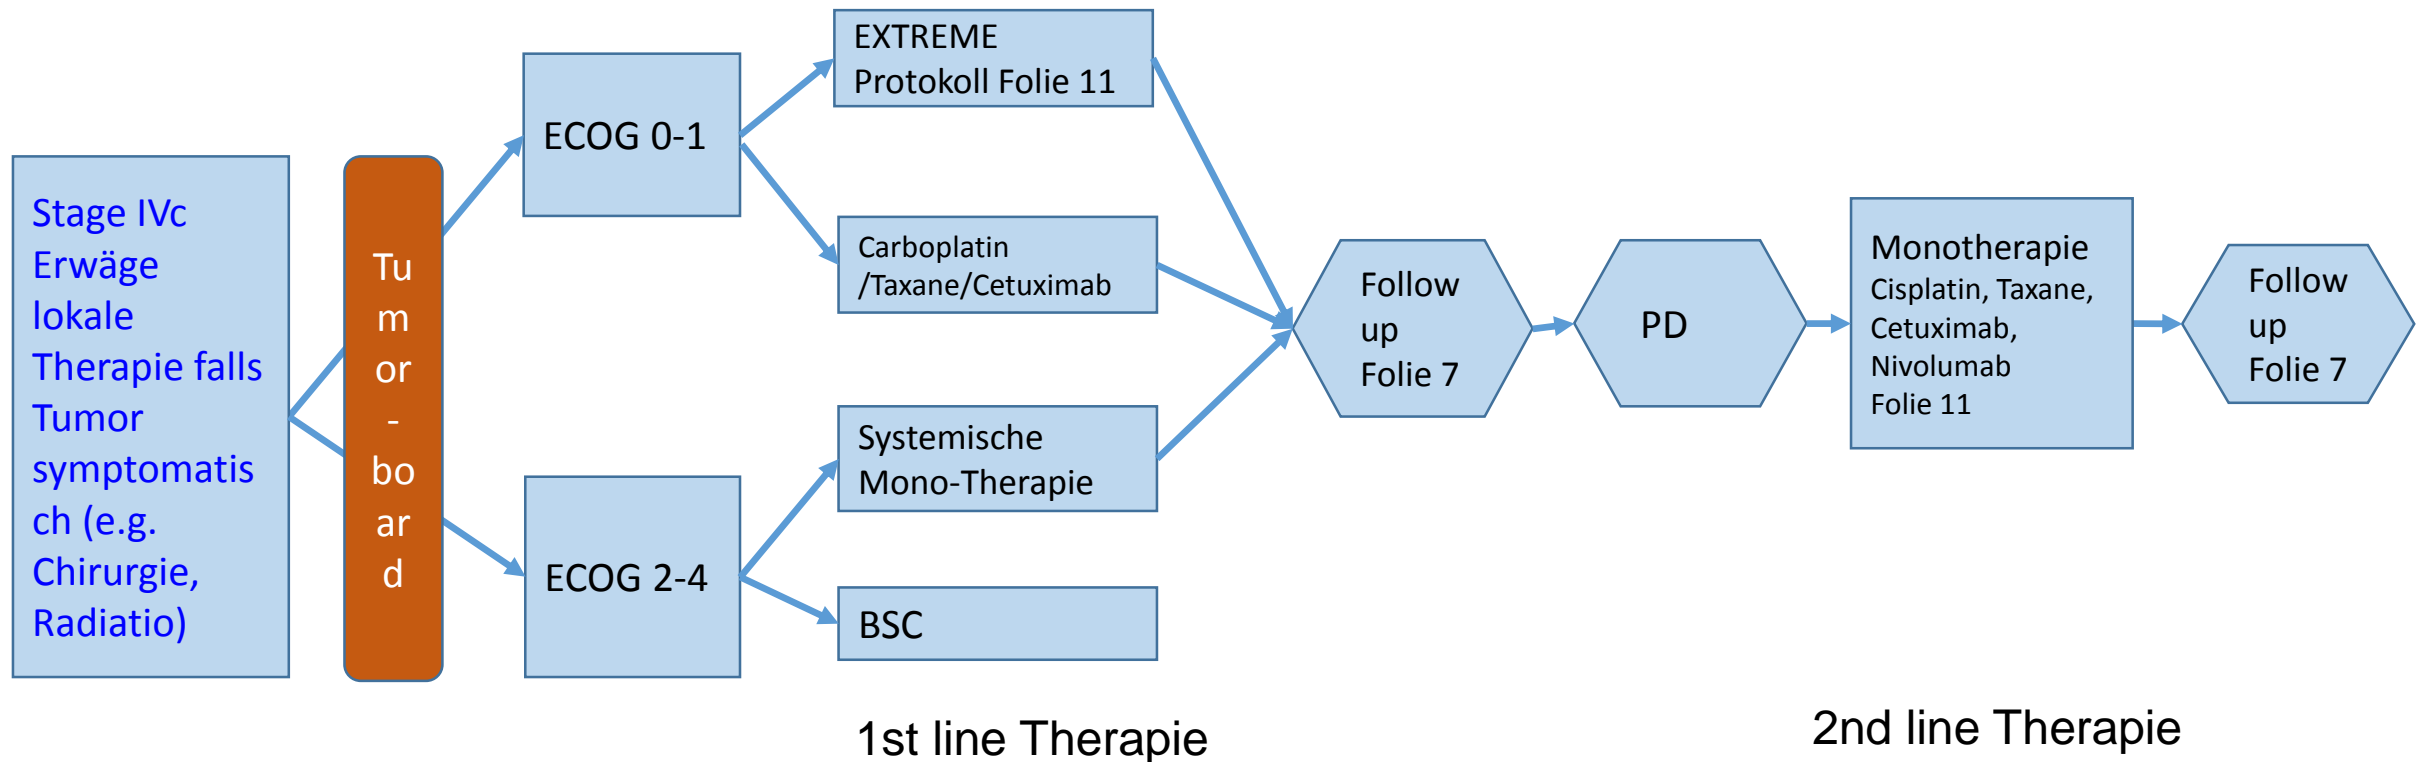 Stage IVc
Erwäge
lokale
Therapie falls
Tumor
symptomatis
ch (e.g.
Chirurgie,
Radiatio)
Tu
m
or
-
bo
ar
d
ECOG 0-1
ECOG 2-4
EXTREME
Protokoll Folie 11
Carboplatin
/Taxane/Cetuximab
Systemische
Mono-Therapie
BSC
Follow
up
Folie 7
PD
Monotherapie
Cisplatin, Taxane,
Cetuximab,
Nivolumab
Folie 11
Follow
up
Folie 7
1st line Therapie
2nd line Therapie